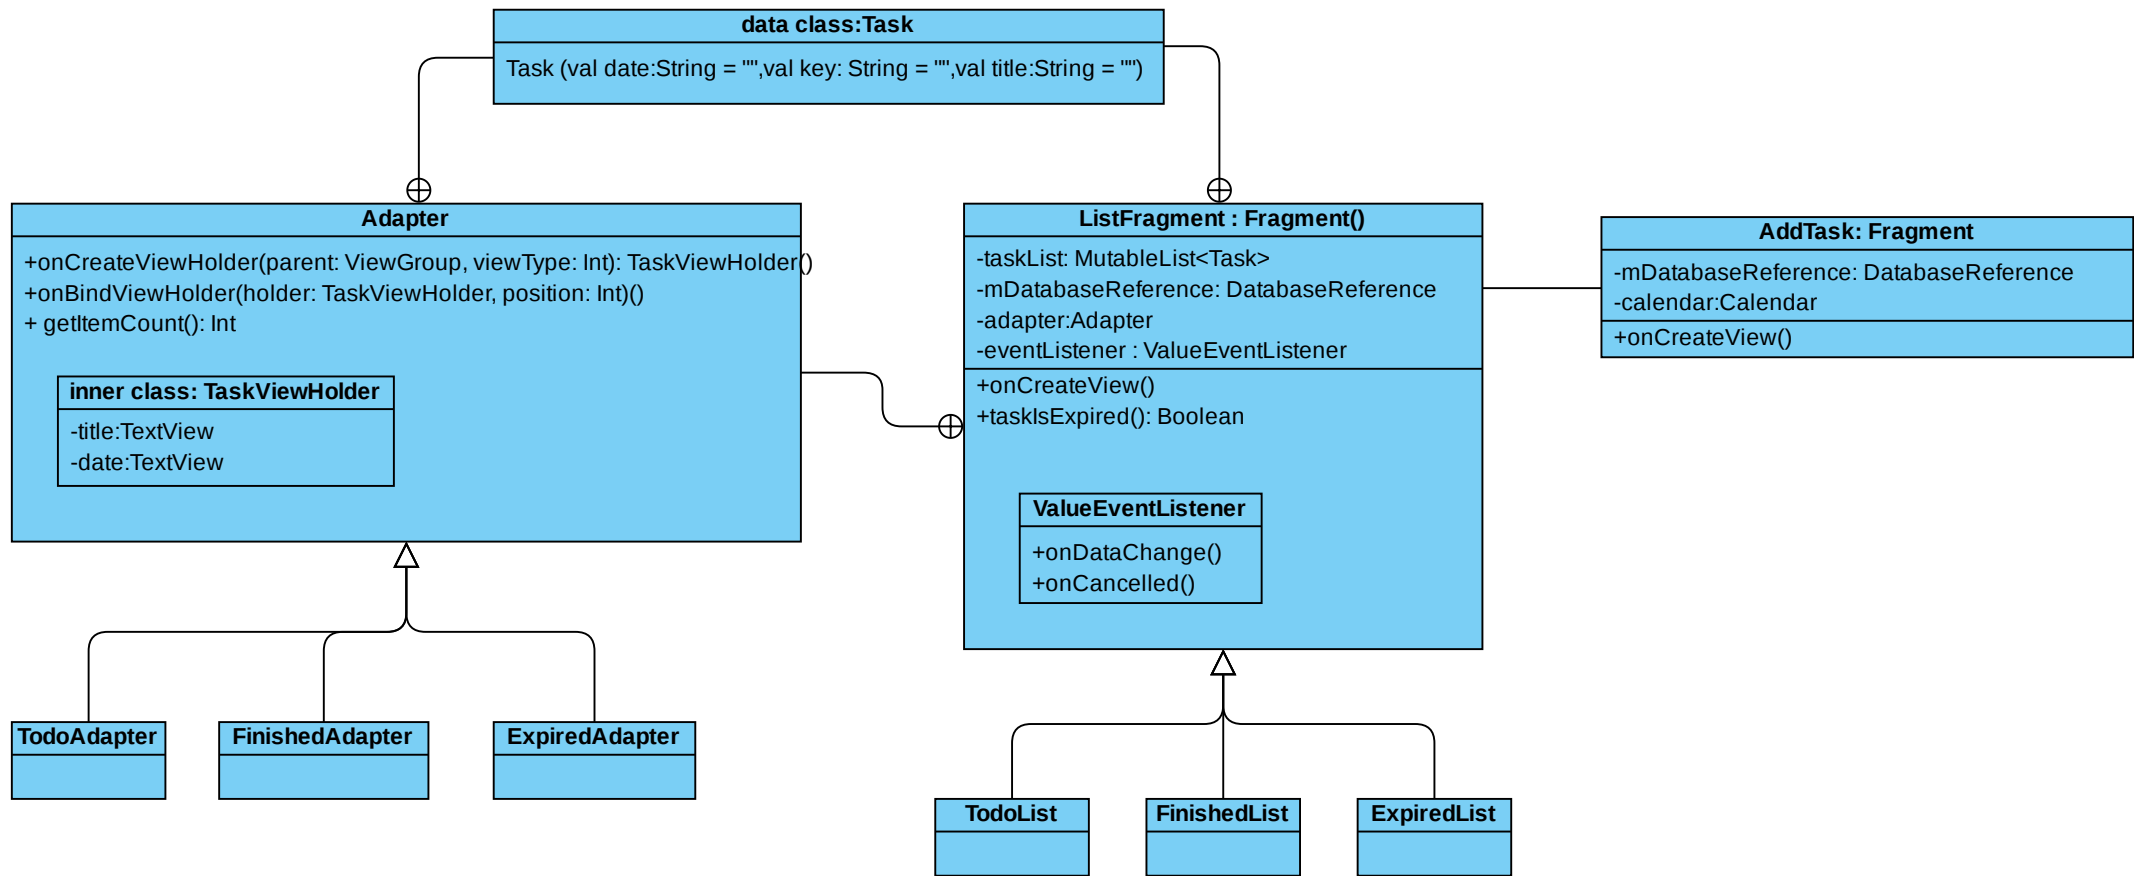 data class:Task
Task (val date:String = "",val key: String = "",val title:String = "")
Adapter
+onCreateViewHolder(parent: ViewGroup, viewType: Int): TaskViewHolder()
+onBindViewHolder(holder: TaskViewHolder, position: Int)()
+ getItemCount(): Int
inner class: TaskViewHolder
-title:TextView
-date:TextView
ListFragment : Fragment()
-taskList: MutableList<Task>
-mDatabaseReference: DatabaseReference
-adapter:Adapter
-eventListener : ValueEventListener
+onCreateView()
+taskIsExpired(): Boolean
ValueEventListener
+onDataChange()
+onCancelled()
AddTask: Fragment
-mDatabaseReference: DatabaseReference
-calendar:Calendar
+onCreateView()
TodoAdapter
FinishedAdapter
ExpiredAdapter
TodoList
FinishedList
ExpiredList